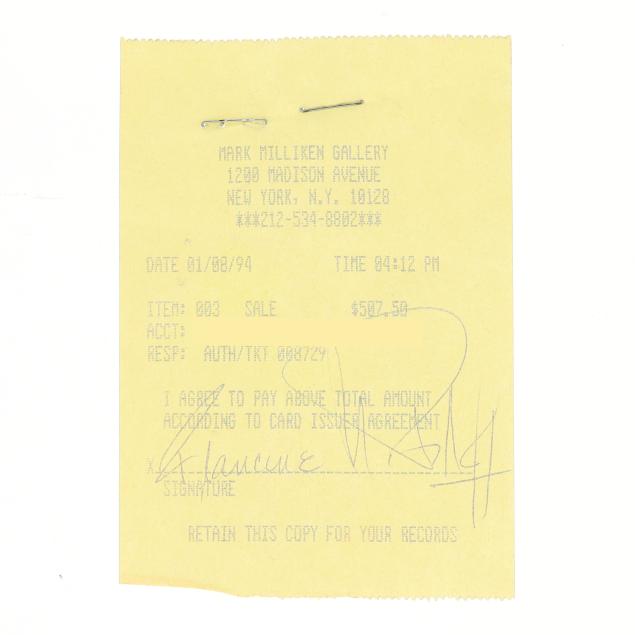 MARK MILLIKEN GALLERY
1200 MADISON AVENUE
NEW YORK, N.Y. 10128
***212-534-8802***
DATE 01/08/94 TIME 04:12 PM
ITEM: 003 SALE $507.50
ACCT:
RESP: AUTH/TKT 008729
I AGREE TO PAY ABOVE TOTAL AMOUNT
ACCORDING TO CARD ISSUER AGREEMENT
X Francine
SIGNATURE
RETAIN THIS COPY FOR YOUR RECORDS